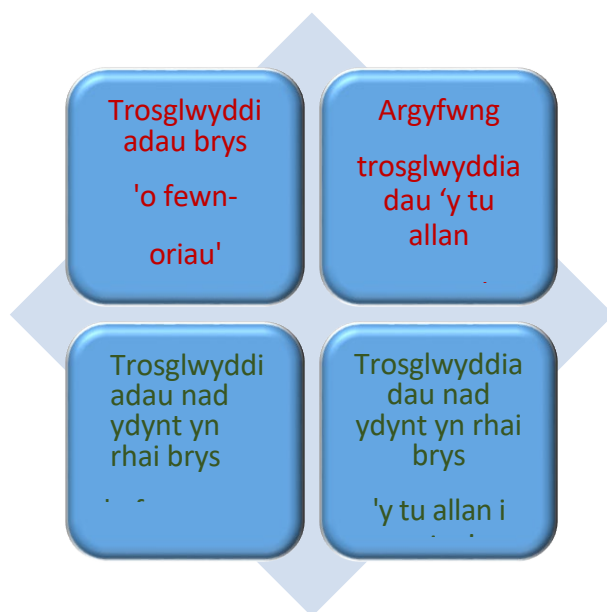 Trosglwyddi
adau brys
'o fewn-
oriau'
Argyfwng
trosglwyddia
dau ‘y tu
allan
Trosglwyddi
adau nad
ydynt yn
rhai brys
Trosglwyddia
dau nad
ydynt yn rhai
brys
'y tu allan i